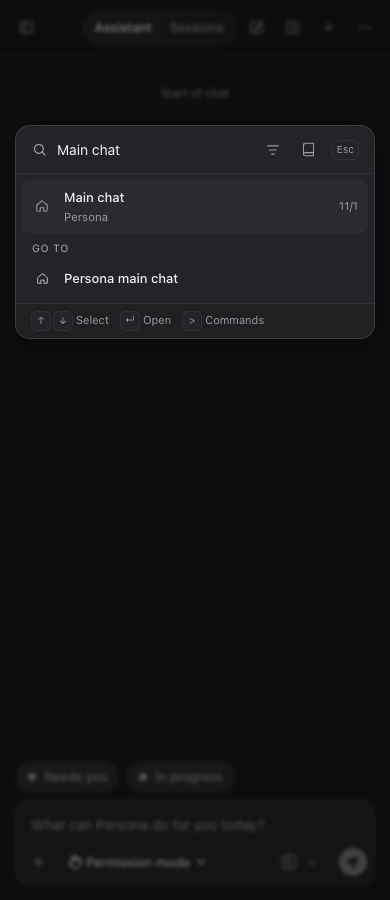 Assistant Sessions
Start of chat
Main chat Esc
Main chat
Persona
11/1
GO TO
Persona main chat
Select Open > Commands
Needs you In progress
What can Persona do for you today?
Permission mode